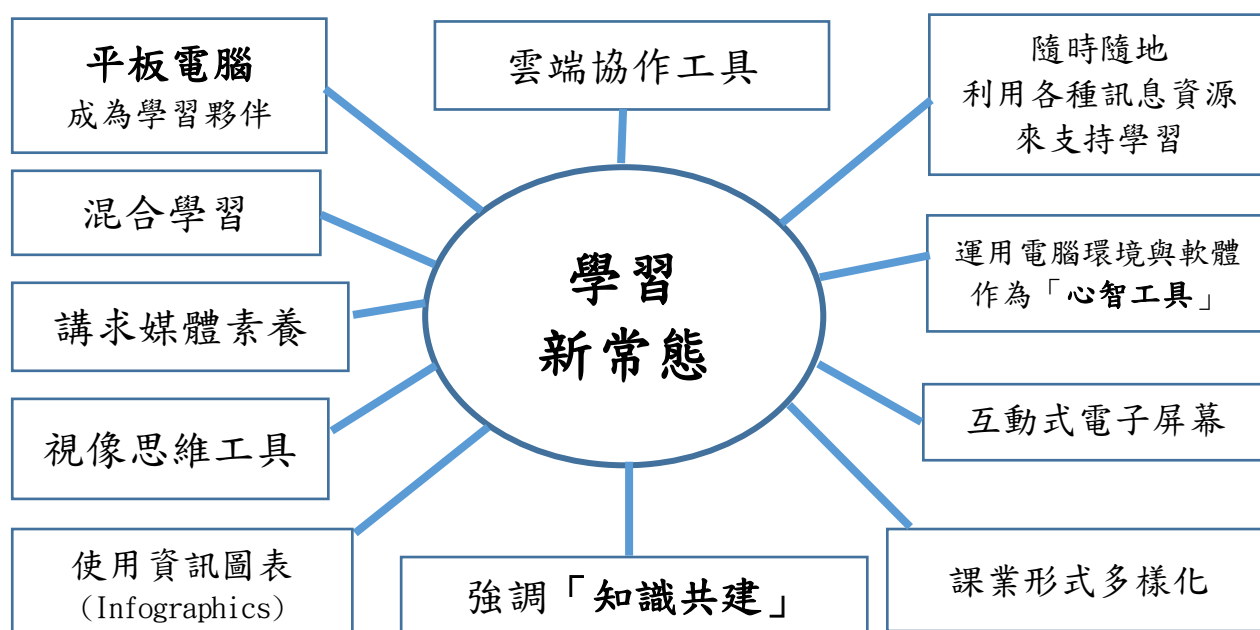 平板電腦
成為學習夥伴
雲端協作工具
隨時隨地
利用各種訊息資源
來支持學習
混合學習
運用電腦環境與軟體
作為「心智工具」
學習
新常態
講求媒體素養
互動式電子屏幕
視像思維工具
使用資訊圖表
(Infographics)
強調「知識共建」
課業形式多樣化